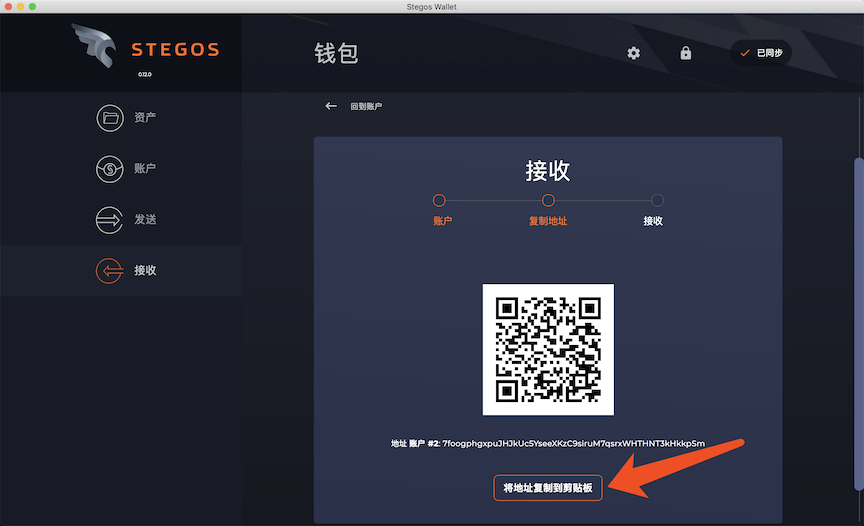 Stegos Wallet
STEGOS
0.12.0
钱包
已同步
资产
账户
发送
接收
回到账户
接收
账户
复制地址
接收
地址 账户 #2: 7foogphgxpuJHJkUc5YseeXKzC9siruM7qsrxWHTHNT3kHkkpSm
将地址复制到剪贴板